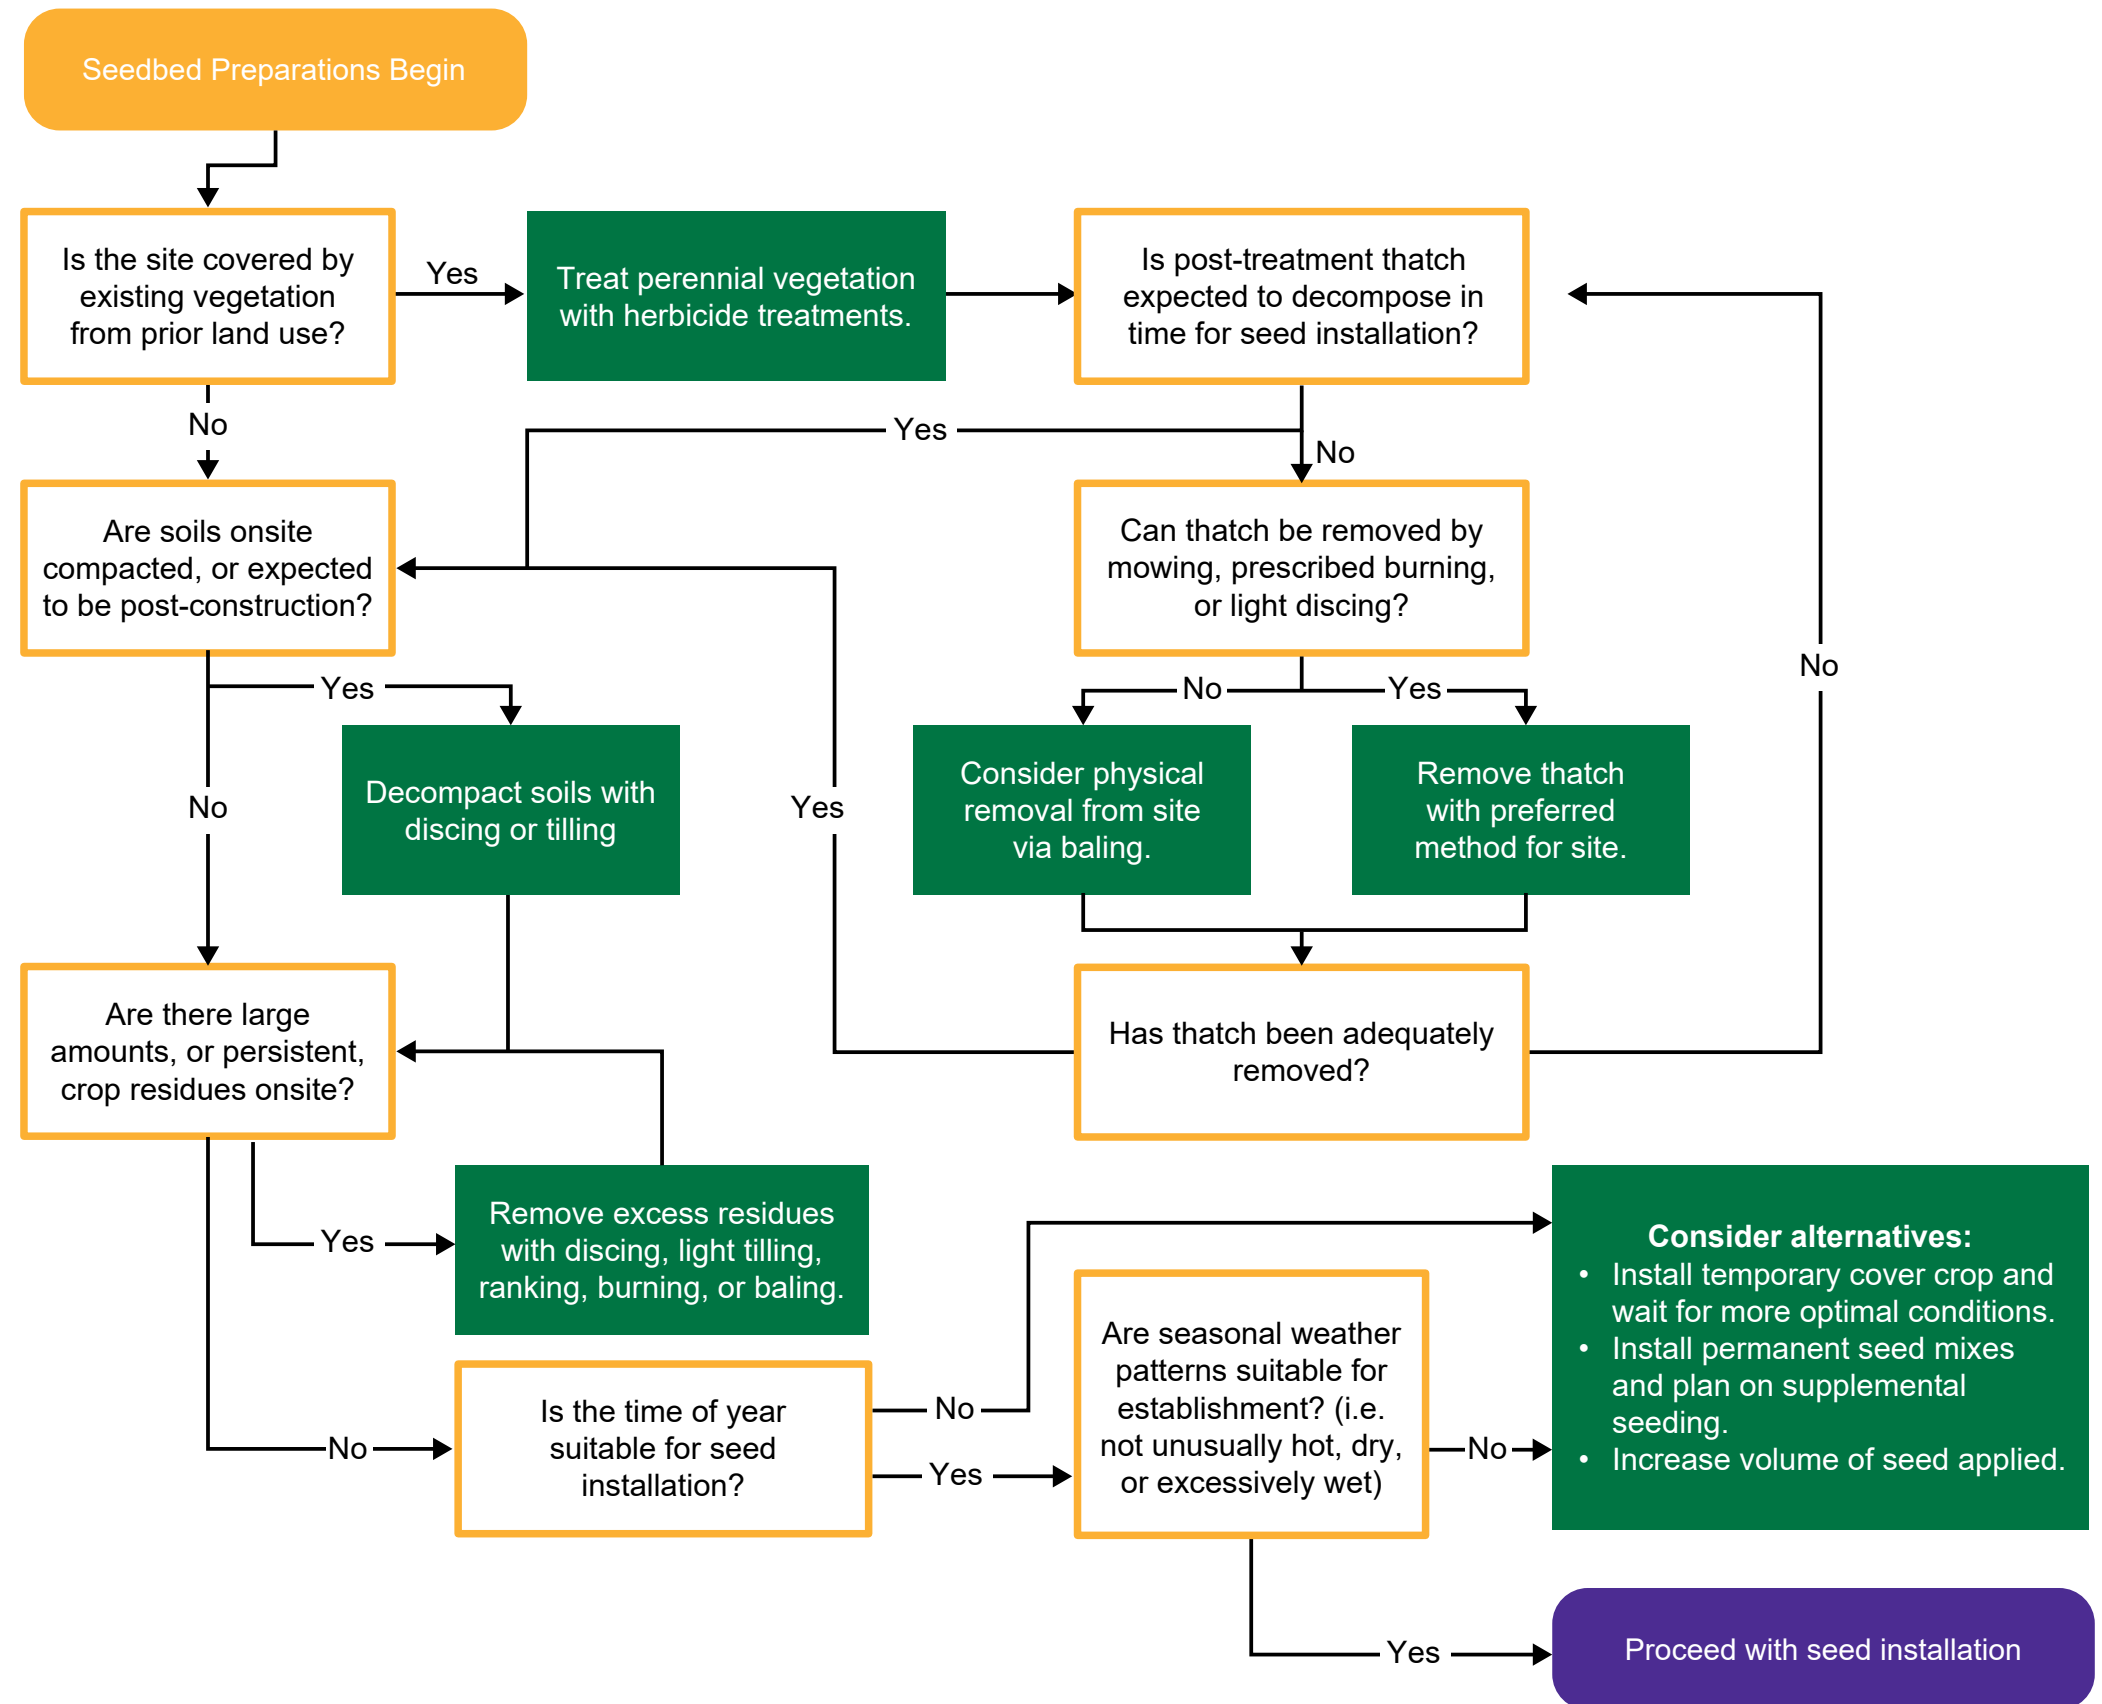 Seedbed Preparations Begin
Is the site covered by
existing vegetation
from prior land use?
Yes
Treat perennial vegetation
with herbicide treatments.
Is post-treatment thatch
expected to decompose in
time for seed installation?
No
Yes
No
Are soils onsite
compacted, or expected
to be post-construction?
Can thatch be removed by
mowing, prescribed burning,
or light discing?
No
Yes
No
Yes
Decompact soils with
discing or tilling
No
Yes
Consider physical
removal from site
via baling.
Remove thatch
with preferred
method for site.
Are there large
amounts, or persistent,
crop residues onsite?
Has thatch been adequately
removed?
Yes
Remove excess residues
with discing, light tilling,
ranking, burning, or baling.
No
Is the time of year
suitable for seed
installation?
No
Yes
Are seasonal weather
patterns suitable for
establishment? (i.e.
not unusually hot, dry,
or excessively wet)
No
Consider alternatives:
• Install temporary cover crop and
wait for more optimal conditions.
• Install permanent seed mixes
and plan on supplemental
seeding.
• Increase volume of seed applied.
Yes
Proceed with seed installation